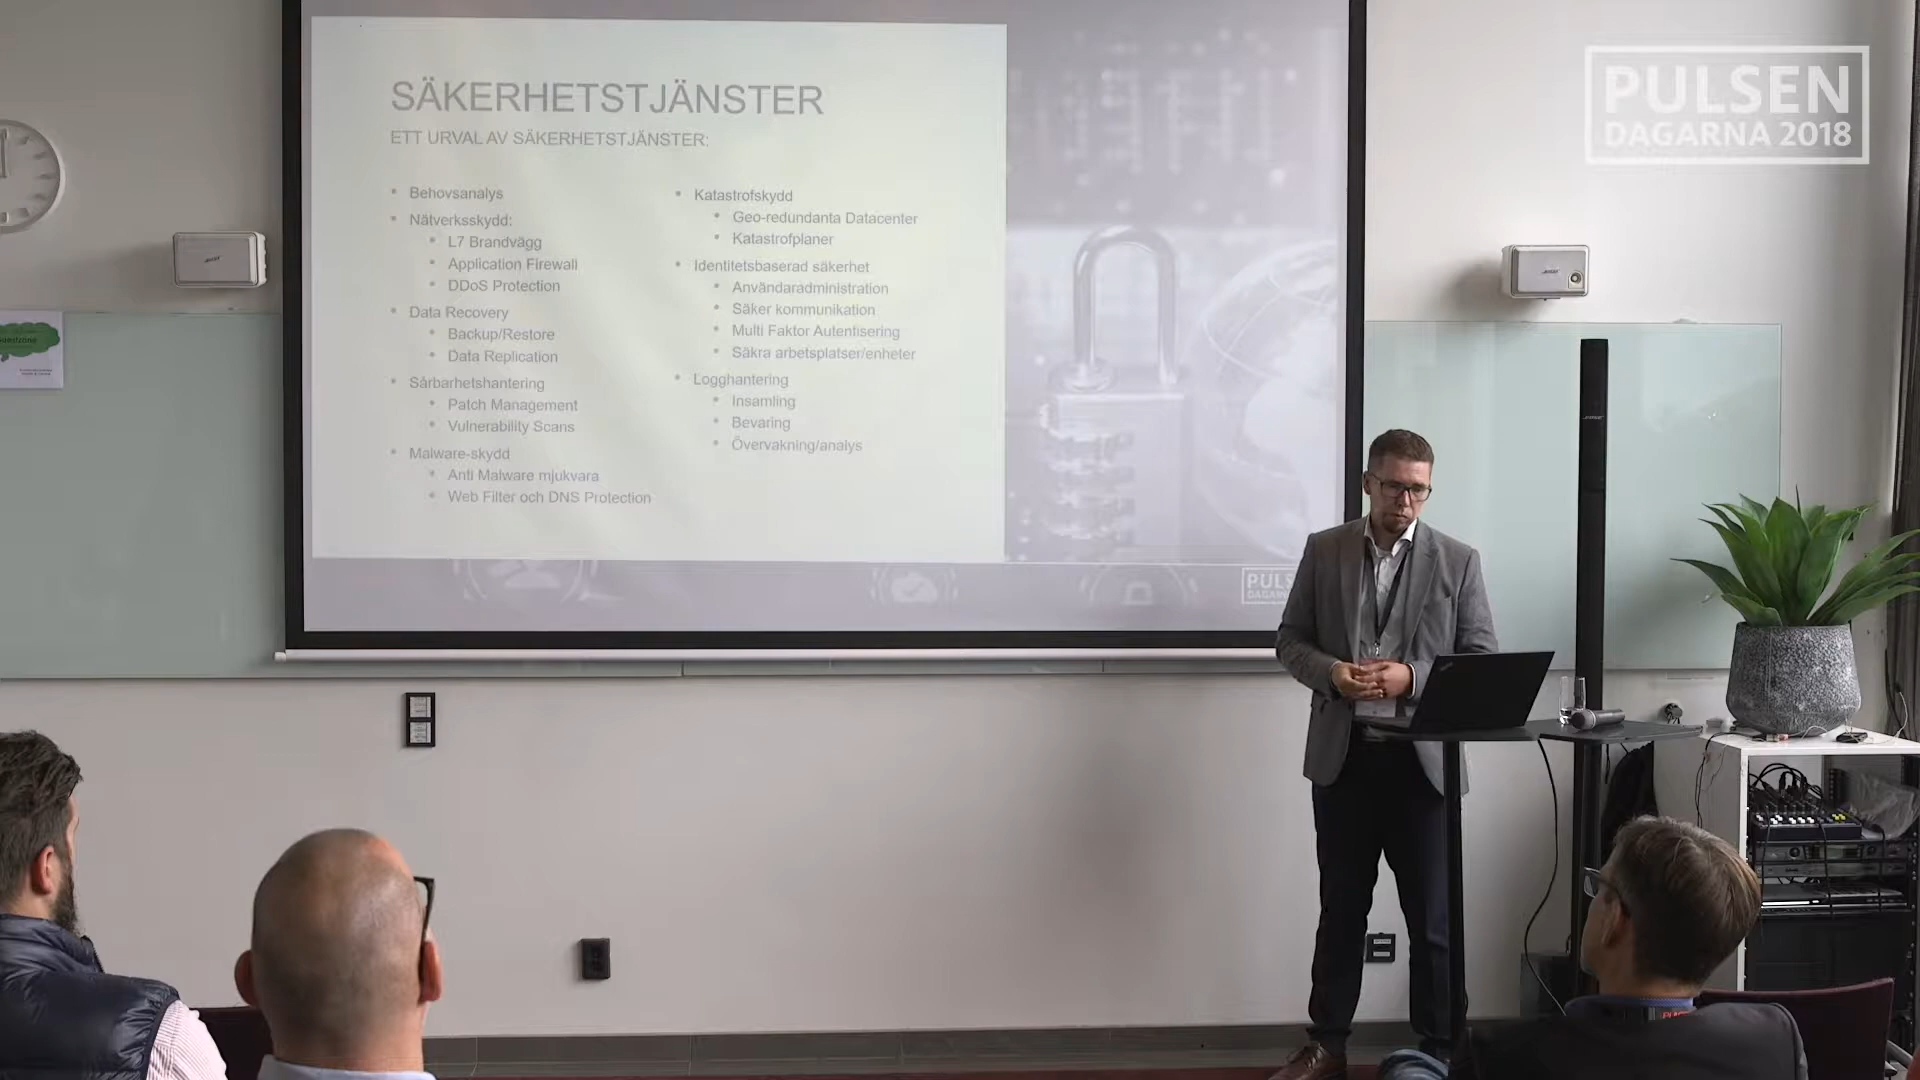 SÄKERHETSTJÄNSTER
ETT URVAL AV SÄKERHETSTJÄNSTER:
Behovsanalys
Nätverksskydd:
L7 Brandvägg
Application Firewall
DDoS Protection
Data Recovery
Backup/Restore
Data Replication
Sårbarhetshantering
Patch Management
Vulnerability Scans
Malware-skydd
Anti Malware mjukvara
Web Filter och DNS Protection
Katastrofskydd
Geo-redundanta Datacenter
Katastrofplaner
Identitetsbaserad säkerhet
Användaradministration
Säker kommunikation
Multi Faktor Autentisering
Säkra arbetsplatser/enheter
Logghantering
Insamling
Bevaring
Övervakning/analys
PULSEN
DAGARNA 2018